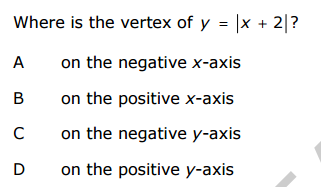 Where is the vertex of y = |x + 2|?
A on the negative x-axis
B on the positive x-axis
C on the negative y-axis
D on the positive y-axis